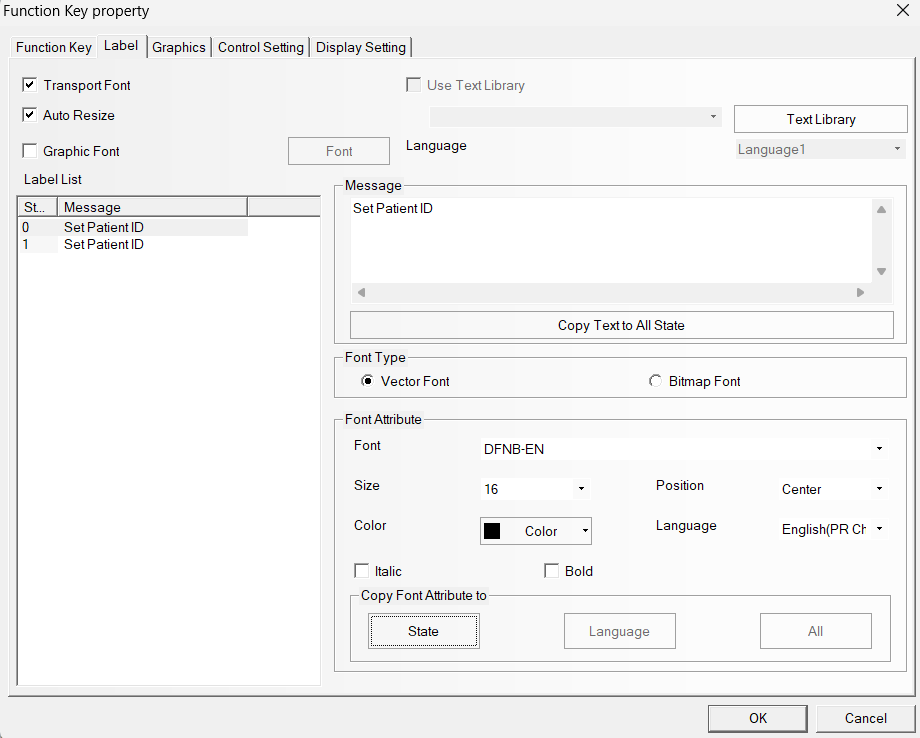 Function Key property
Function Key Label Graphics Control Setting Display Setting
Transport Font
Use Text Library
Auto Resize
Text Library
Graphic Font
Font
Language
Language1
Label List
St... Message
0 Set Patient ID
1 Set Patient ID
Message
Set Patient ID
Copy Text to All State
Font Type
Vector Font
Bitmap Font
Font Attribute
Font
DFNB-EN
Size
16
Position
Center
Color
Color
Language
English(PR Ch
Italic
Bold
Copy Font Attribute to
State
Language
All
OK
Cancel